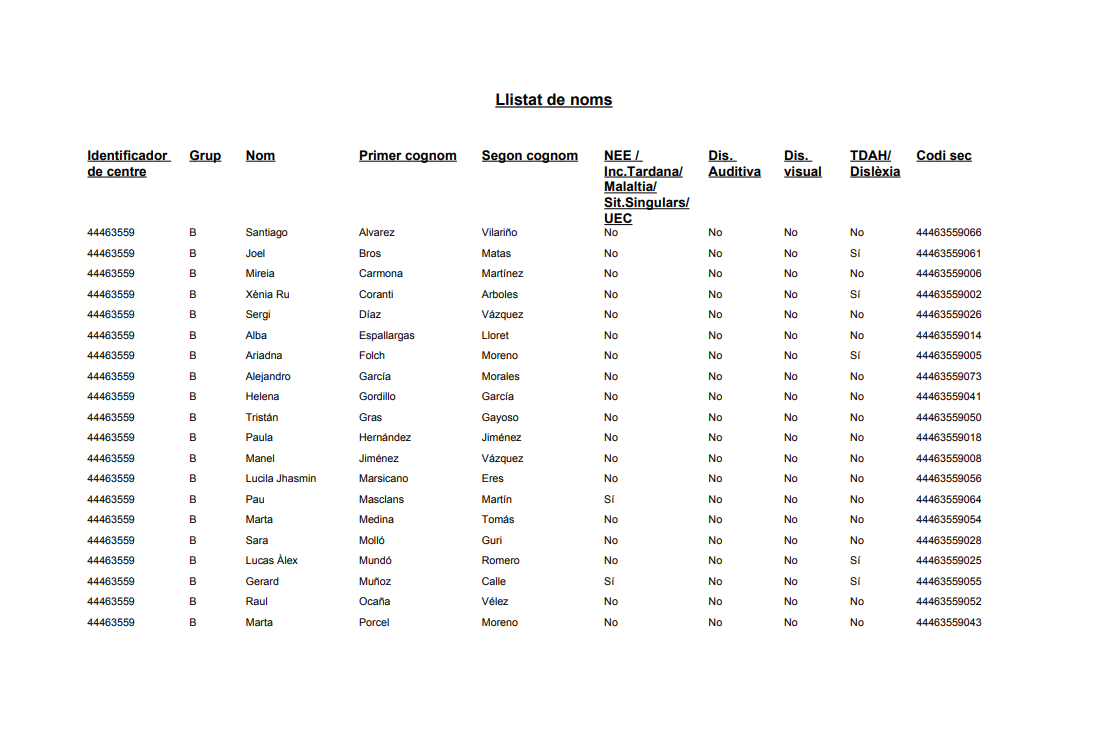 Llistat de noms
Identificador de centre Grup Nom Primer cognom Segon cognom NEE / Inc.Tardana/ Malaltia/ Sit.Singulars/ UEC Dis. Auditiva Dis. visual TDAH/ Dislèxia Codi sec
44463559 B Santiago Alvarez Vilariño No No No No 44463559066
44463559 B Joel Bros Matas No No No Sí 44463559061
44463559 B Mireia Carmona Martínez No No No No 44463559006
44463559 B Xènia Ru Coranti Arboles No No No Sí 44463559002
44463559 B Sergi Díaz Vázquez No No No No 44463559026
44463559 B Alba Espallargas Lloret No No No No 44463559014
44463559 B Ariadna Folch Moreno No No No Sí 44463559005
44463559 B Alejandro García Morales No No No No 44463559073
44463559 B Helena Gordillo García No No No No 44463559041
44463559 B Tristán Gras Gayoso No No No No 44463559050
44463559 B Paula Hernández Jiménez No No No No 44463559018
44463559 B Manel Jiménez Vázquez No No No No 44463559008
44463559 B Lucila Jhasmin Marsicano Eres No No No No 44463559056
44463559 B Pau Masclans Martín Sí No No No 44463559064
44463559 B Marta Medina Tomás No No No No 44463559054
44463559 B Sara Molló Guri No No No No 44463559028
44463559 B Lucas Àlex Mundó Romero No No No Sí 44463559025
44463559 B Gerard Muñoz Calle Sí No No Sí 44463559055
44463559 B Raul Ocaña Vélez No No No No 44463559052
44463559 B Marta Porcel Moreno No No No No 44463559043